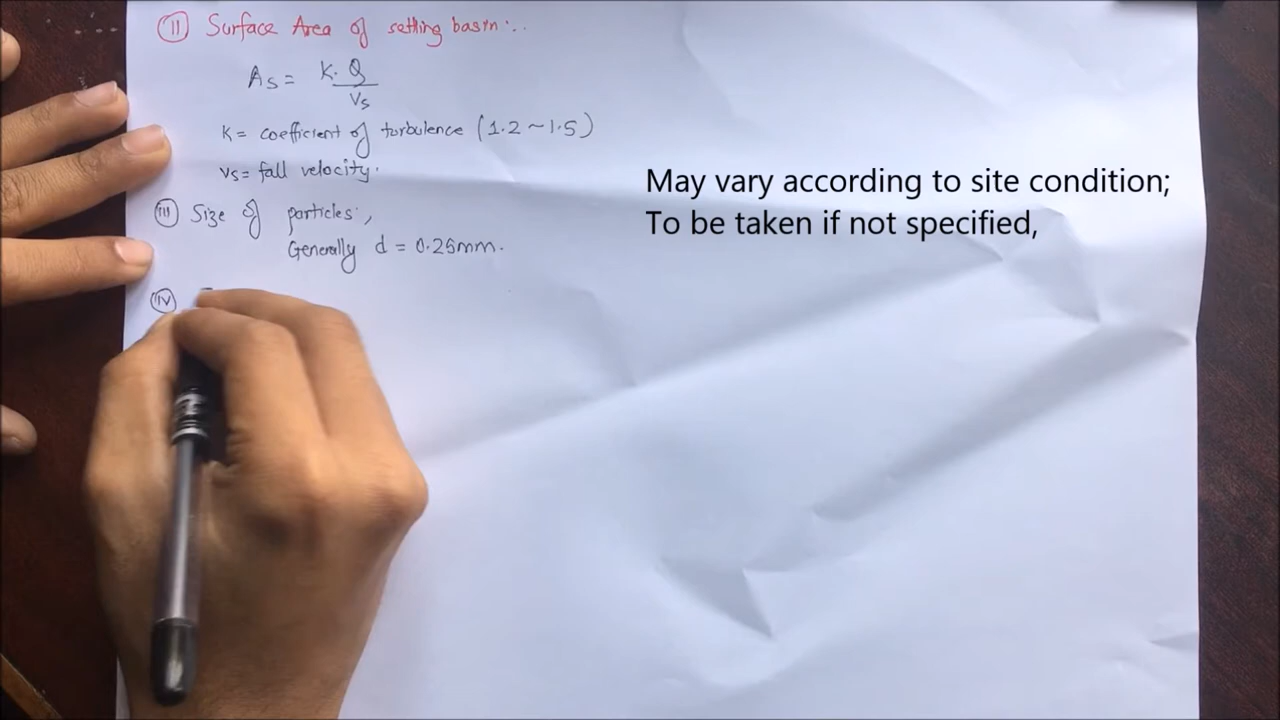 (II) Surface Area of settling basin:..
As = K.Q/Vs
K = coefficient of turbulence (1.2 ~ 1.5)
Vs = fall velocity.
(III) Size of particles,
Generally d = 0.25mm.
(IV)
May vary according to site condition;
To be taken if not specified,